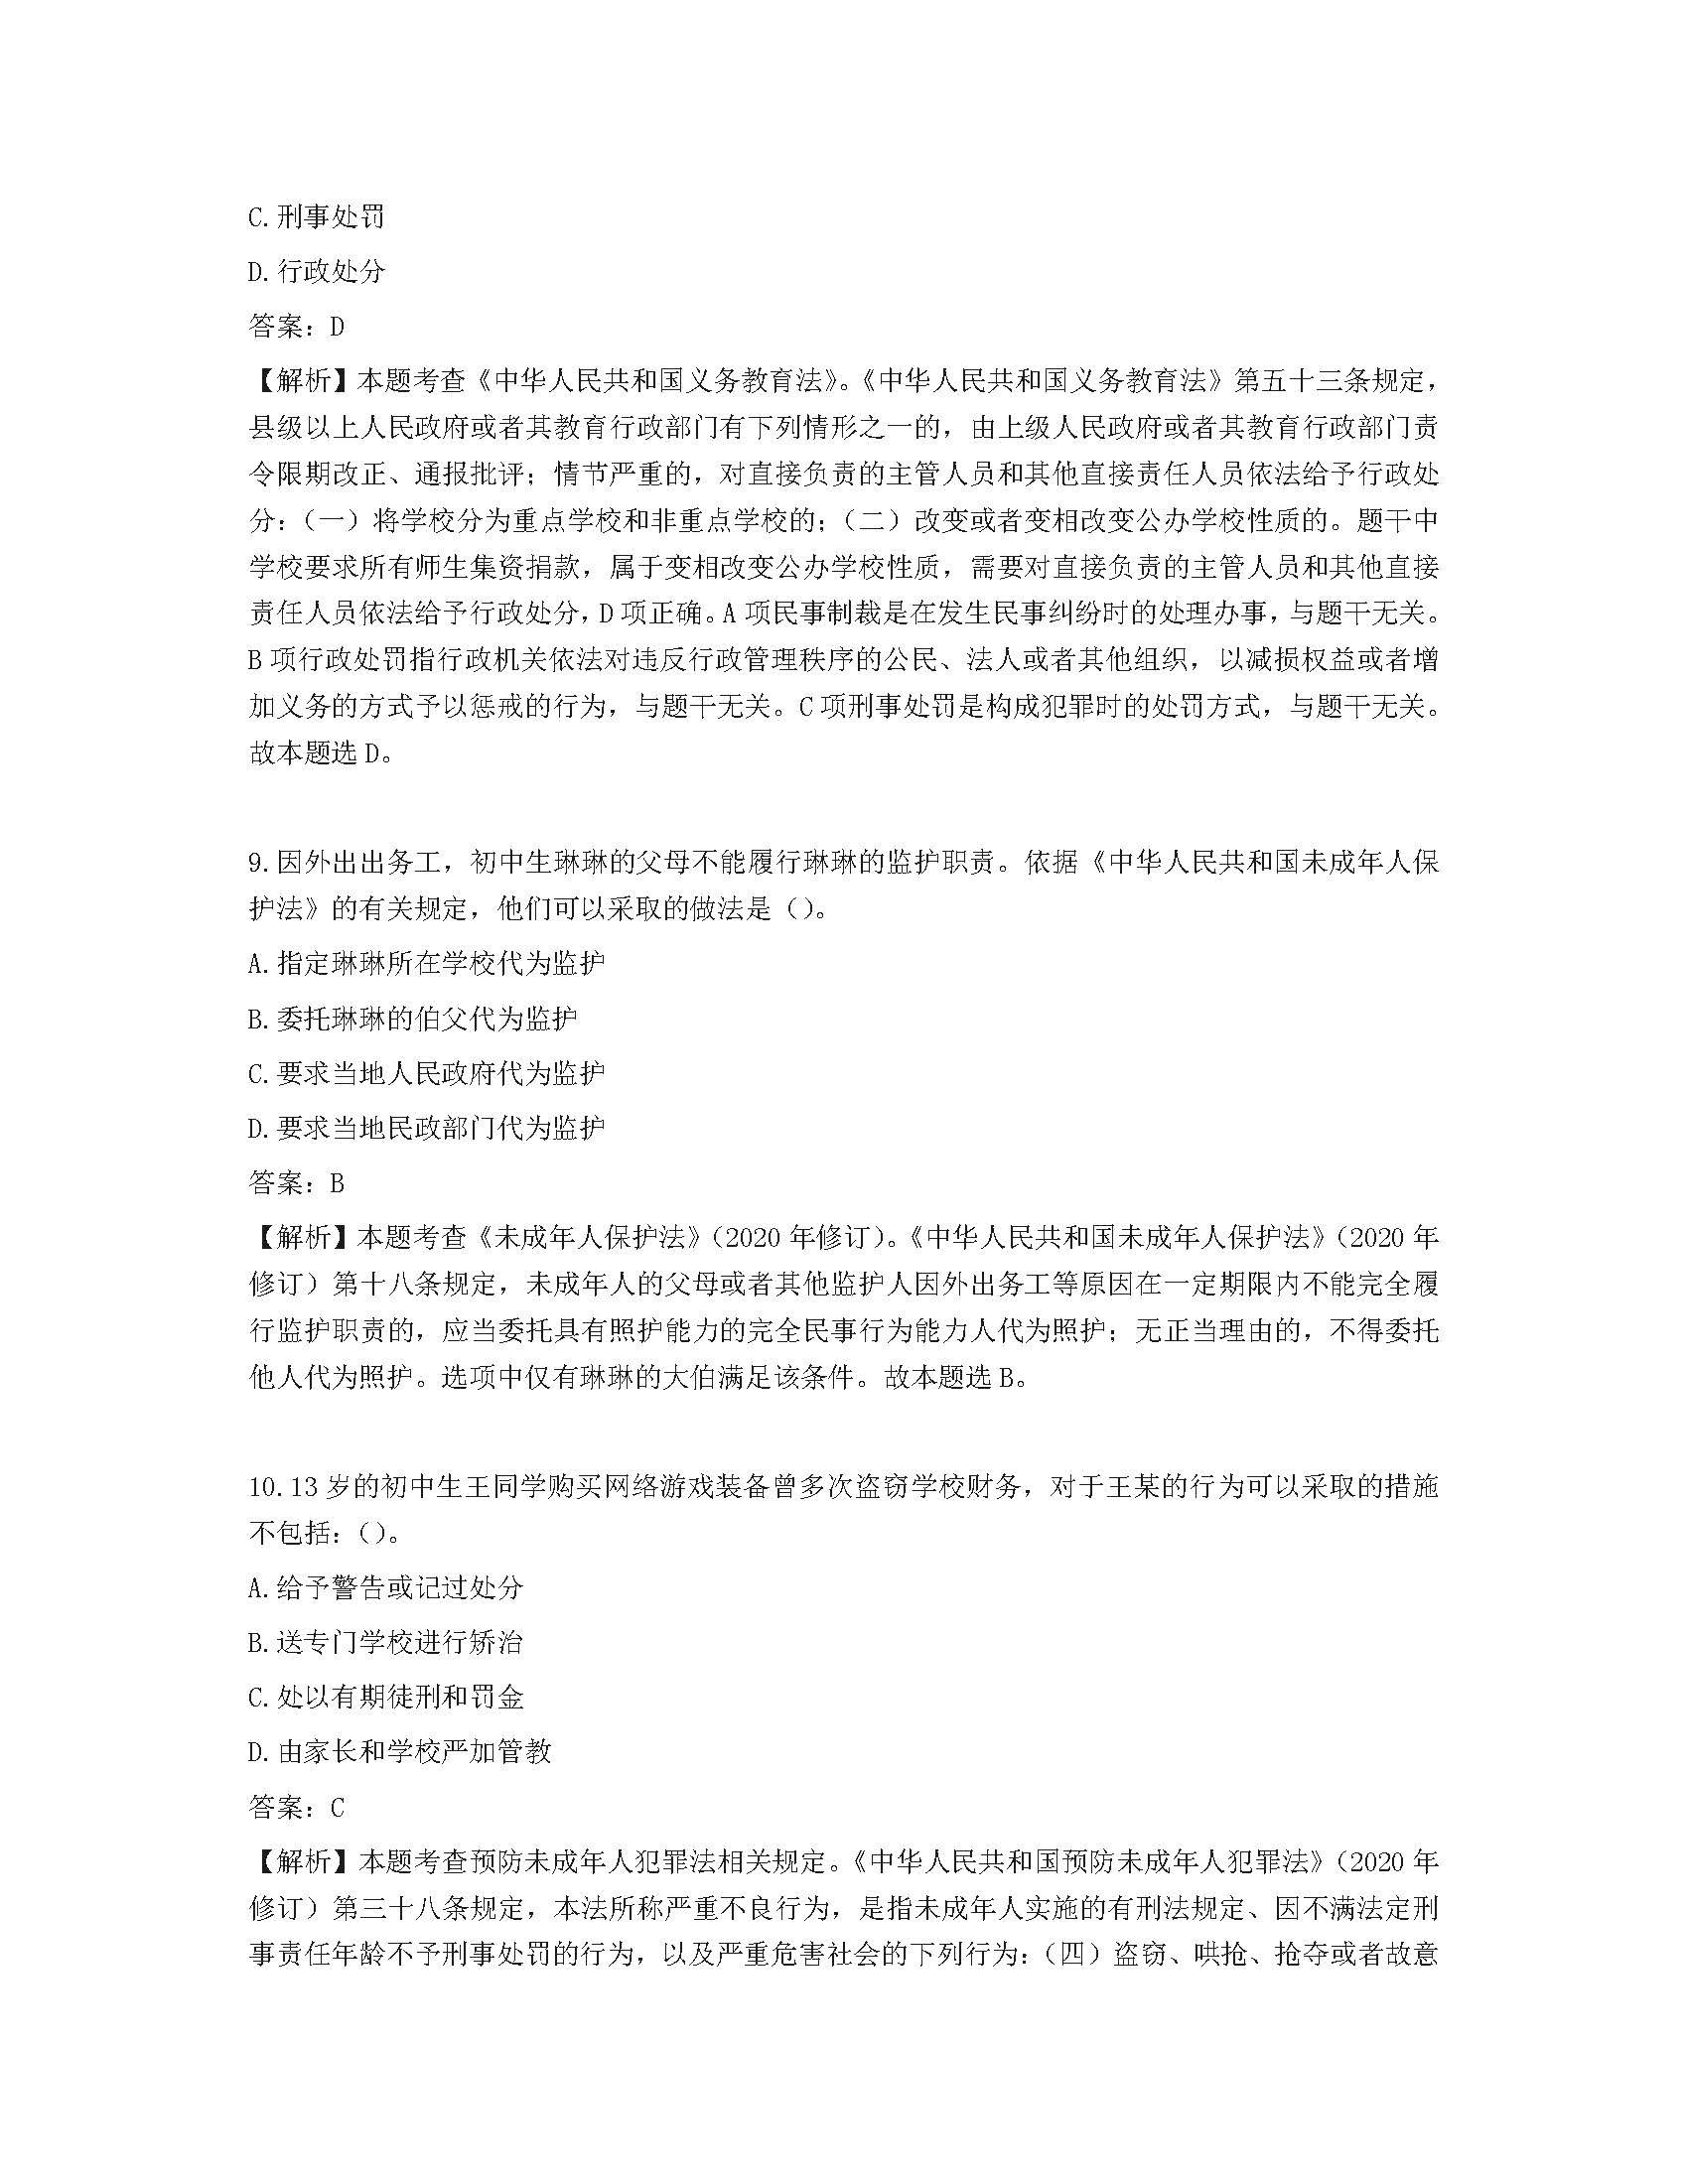 C.刑事处罚
D.行政处分
答案：D
【解析】本题考查《中华人民共和国义务教育法》。《中华人民共和国义务教育法》第五十三条规定，
县级以上人民政府或者其教育行政部门有下列情形之一的，由上级人民政府或者其教育行政部门责
令限期改正、通报批评；情节严重的，对直接负责的主管人员和其他直接责任人员依法给予行政处
分：（一）将学校分为重点学校和非重点学校的；（二）改变或者变相改变公办学校性质的。题干中
学校要求所有师生集资捐款，属于变相改变公办学校性质，需要对直接负责的主管人员和其他直接
责任人员依法给予行政处分，D 项正确。A 项民事制裁是在发生民事纠纷时的处理办事，与题干无关。
B 项行政处罚指行政机关依法对违反行政管理秩序的公民、法人或者其他组织，以减损权益或者增
加义务的方式予以惩戒的行为，与题干无关。C 项刑事处罚是构成犯罪时的处罚方式，与题干无关。
故本题选 D。
9.因外出出务工，初中生琳琳的父母不能履行琳琳的监护职责。依据《中华人民共和国未成年人保
护法》的有关规定，他们可以采取的做法是（）。
A.指定琳琳所在学校代为监护
B.委托琳琳的伯父代为监护
C.要求当地人民政府代为监护
D.要求当地民政部门代为监护
答案：B
【解析】本题考查《未成年人保护法》（2020 年修订）。《中华人民共和国未成年人保护法》（2020 年
修订）第十八条规定，未成年人的父母或者其他监护人因外出务工等原因在一定期限内不能完全履
行监护职责的，应当委托具有照护能力的完全民事行为能力人代为照护；无正当理由的，不得委托
他人代为照护。选项中仅有琳琳的大伯满足该条件。故本题选 B。
10.13 岁的初中生王同学购买网络游戏装备曾多次盗窃学校财务，对于王某的行为可以采取的措施
不包括：（）。
A.给予警告或记过处分
B.送专门学校进行矫治
C.处以有期徒刑和罚金
D.由家长和学校严加管教
答案：C
【解析】本题考查预防未成年人犯罪法相关规定。《中华人民共和国预防未成年人犯罪法》（2020 年
修订）第三十八条规定，本法所称严重不良行为，是指未成年人实施的有刑法规定、因不满法定刑
事责任年龄不予刑事处罚的行为，以及严重危害社会的下列行为：（四）盗窃、哄抢、抢夺或者故意